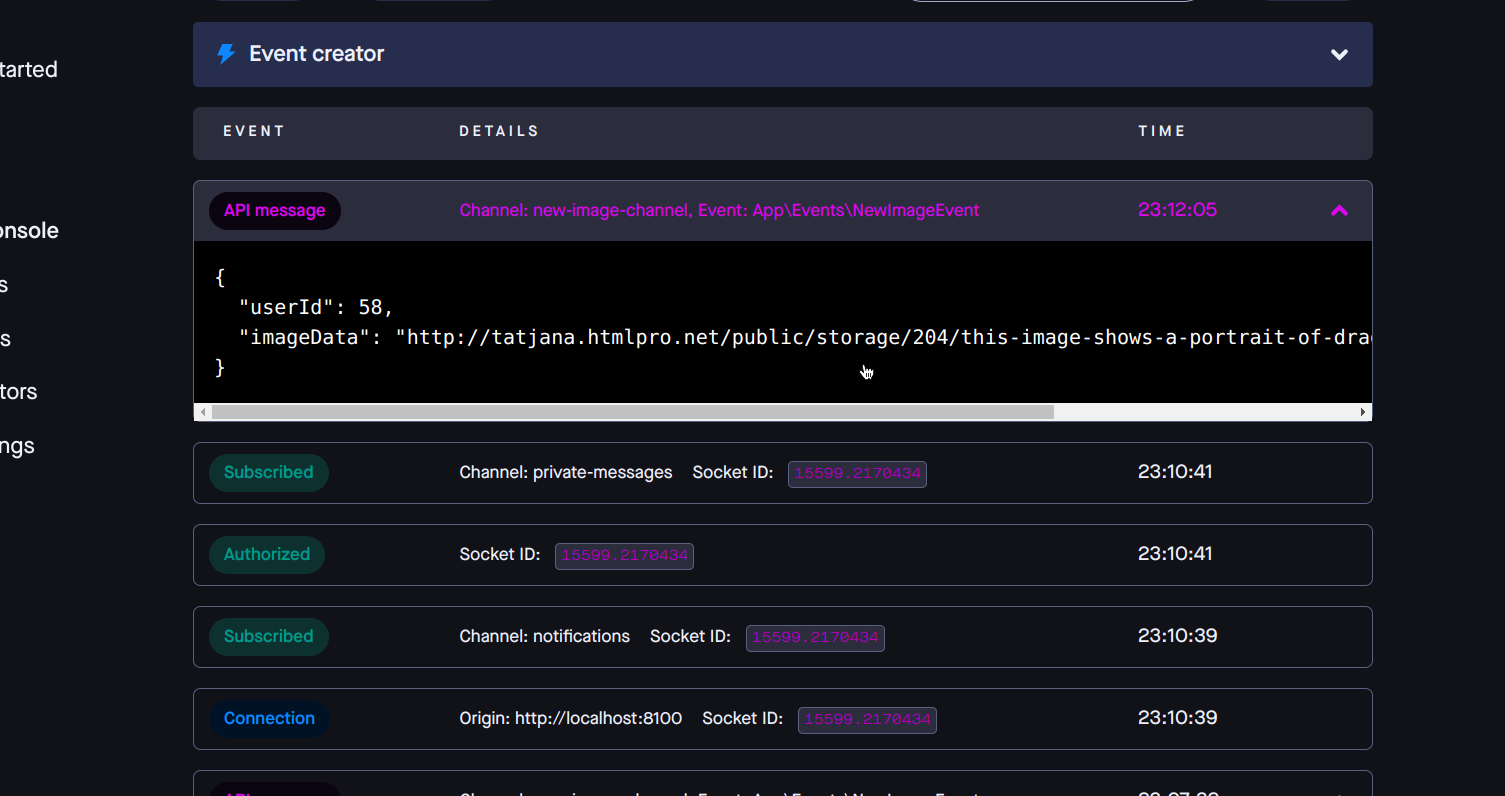 tarted
onsole
s
s
tors
ngs
Event creator
EVENT DETAILS TIME
API message Channel: new-image-channel, Event: App\Events\NewImageEvent 23:12:05
{
"userId": 58,
"imageData": "http://tatjana.htmlpro.net/public/storage/204/this-image-shows-a-portrait-of-dra
}
Subscribed Channel: private-messages Socket ID: 15599.2170434 23:10:41
Authorized Socket ID: 15599.2170434 23:10:41
Subscribed Channel: notifications Socket ID: 15599.2170434 23:10:39
Connection Origin: http://localhost:8100 Socket ID: 15599.2170434 23:10:39